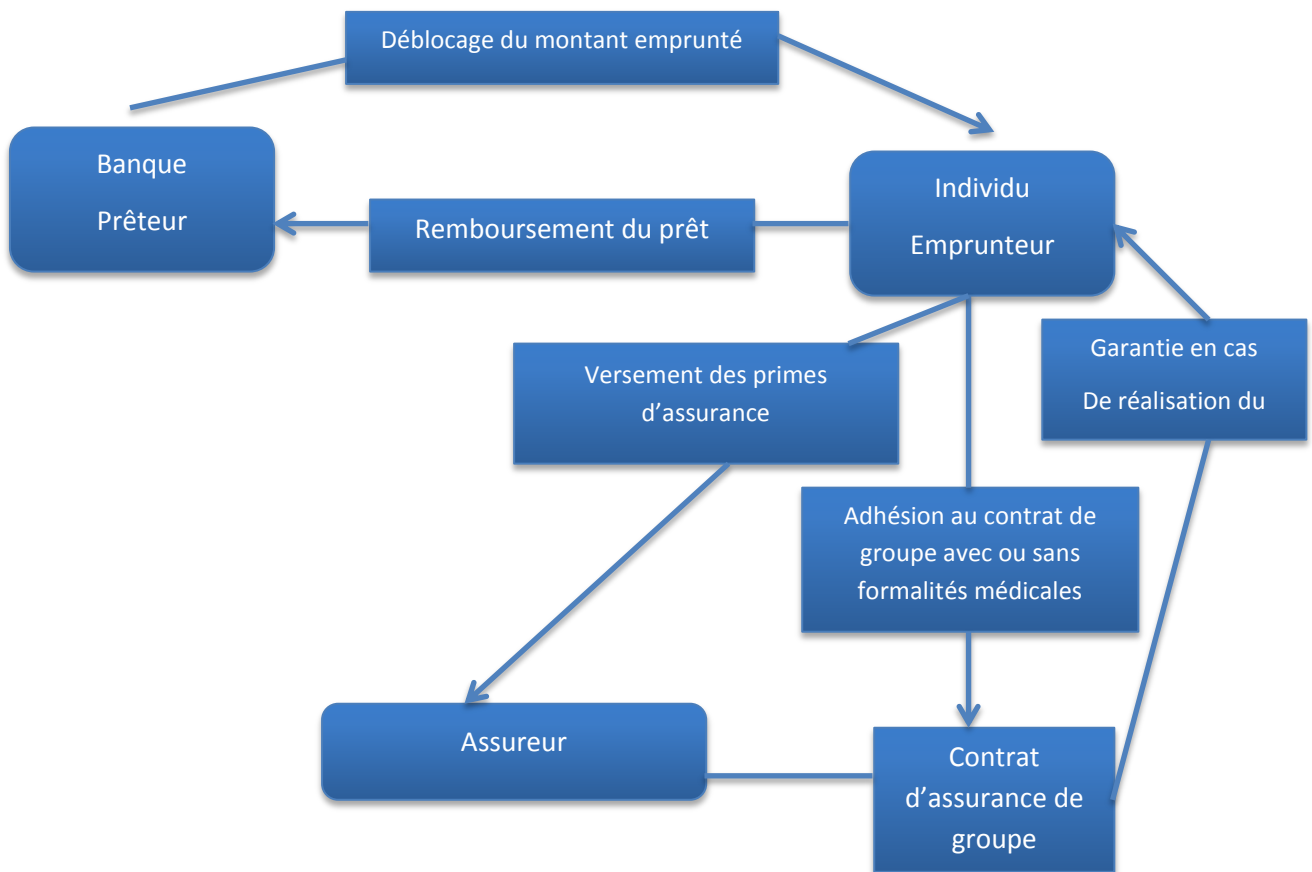 Déblocage du montant emprunté
Banque
Prêteur
Individu
Emprunteur
Remboursement du prêt
Garantie en cas
De réalisation du
Versement des primes
d’assurance
Adhésion au contrat de
groupe avec ou sans
formalités médicales
Assureur
Contrat
d’assurance de
groupe